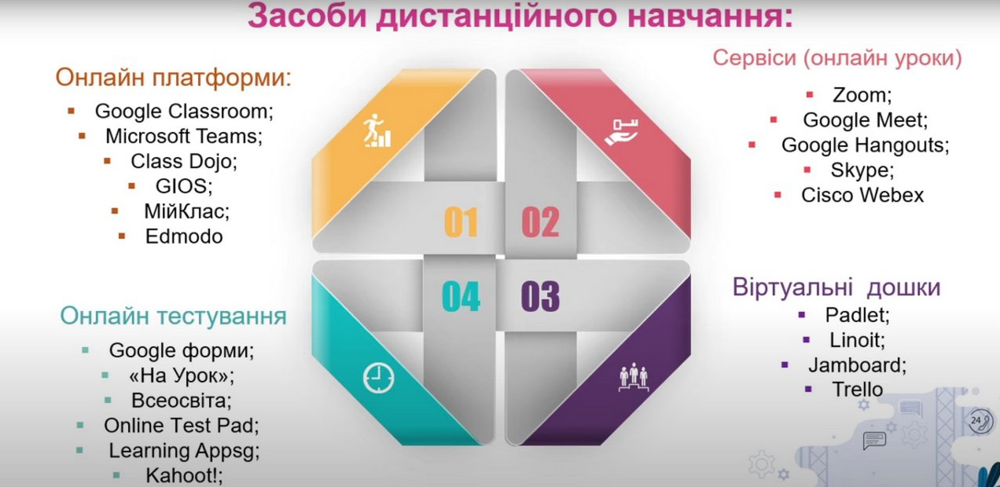 Засоби дистанційного навчання:
Онлайн платформи:
Google Classroom;
Microsoft Teams;
Class Dojo;
GIOS;
МійКлас;
Edmodo
Сервіси (онлайн уроки)
Zoom;
Google Meet;
Google Hangouts;
Skype;
Cisco Webex
01
02
04
03
Онлайн тестування
Google форми;
«На Урок»;
Всеосвіта;
Online Test Pad;
Learning Appsg;
Kahoot!;
Віртуальні дошки
Padlet;
Linoit;
Jamboard;
Trello
24